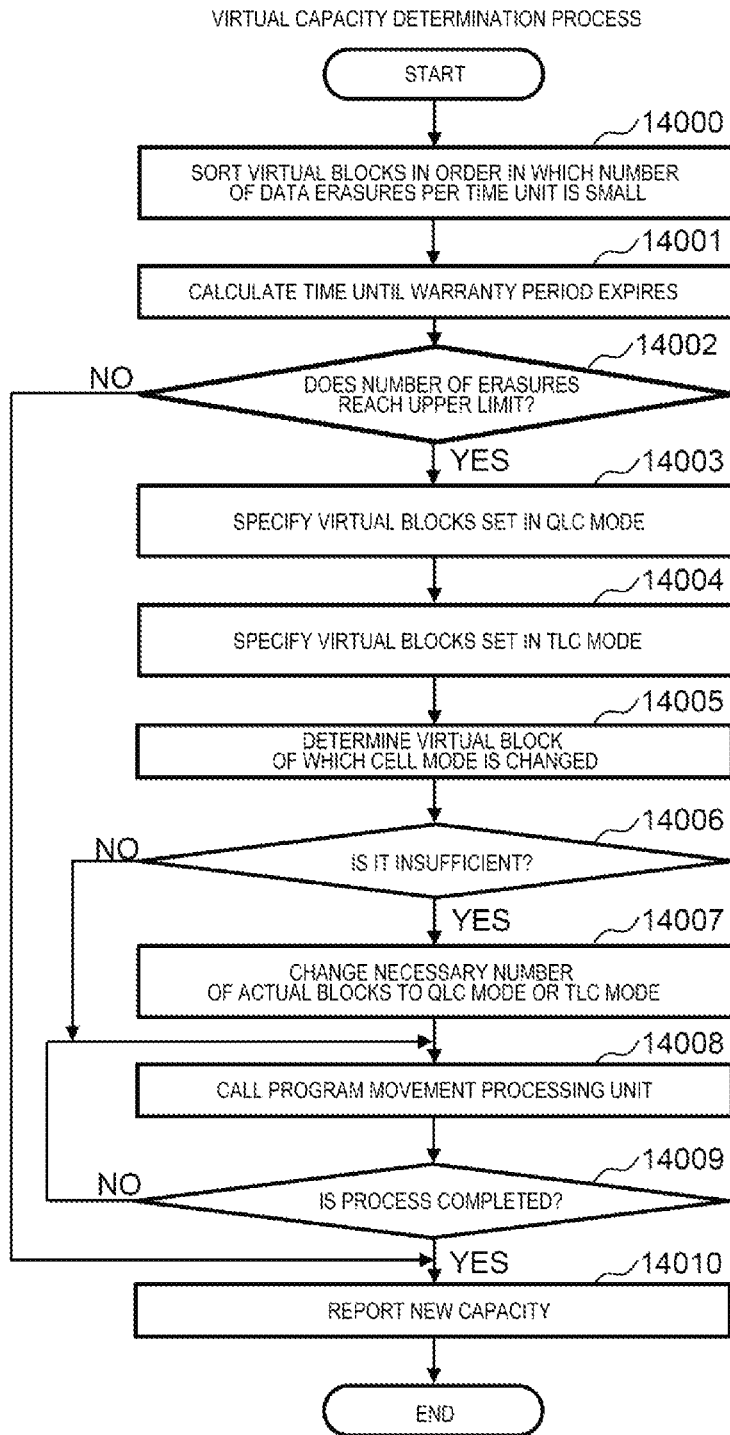 VIRTUAL CAPACITY DETERMINATION PROCESS
START
14000
SORT VIRTUAL BLOCKS IN ORDER IN WHICH NUMBER
OF DATA ERASURES PER TIME UNIT IS SMALL
14001
CALCULATE TIME UNTIL WARRANTY PERIOD EXPIRES
14002
NO
DOES NUMBER OF ERASURES
REACH UPPER LIMIT?
YES
14003
SPECIFY VIRTUAL BLOCKS SET IN QLC MODE
14004
SPECIFY VIRTUAL BLOCKS SET IN TLC MODE
14005
DETERMINE VIRTUAL BLOCK
OF WHICH CELL MODE IS CHANGED
14006
NO
IS IT INSUFFICIENT?
YES
14007
CHANGE NECESSARY NUMBER
OF ACTUAL BLOCKS TO QLC MODE OR TLC MODE
14008
CALL PROGRAM MOVEMENT PROCESSING UNIT
14009
NO
IS PROCESS COMPLETED?
YES
14010
REPORT NEW CAPACITY
END